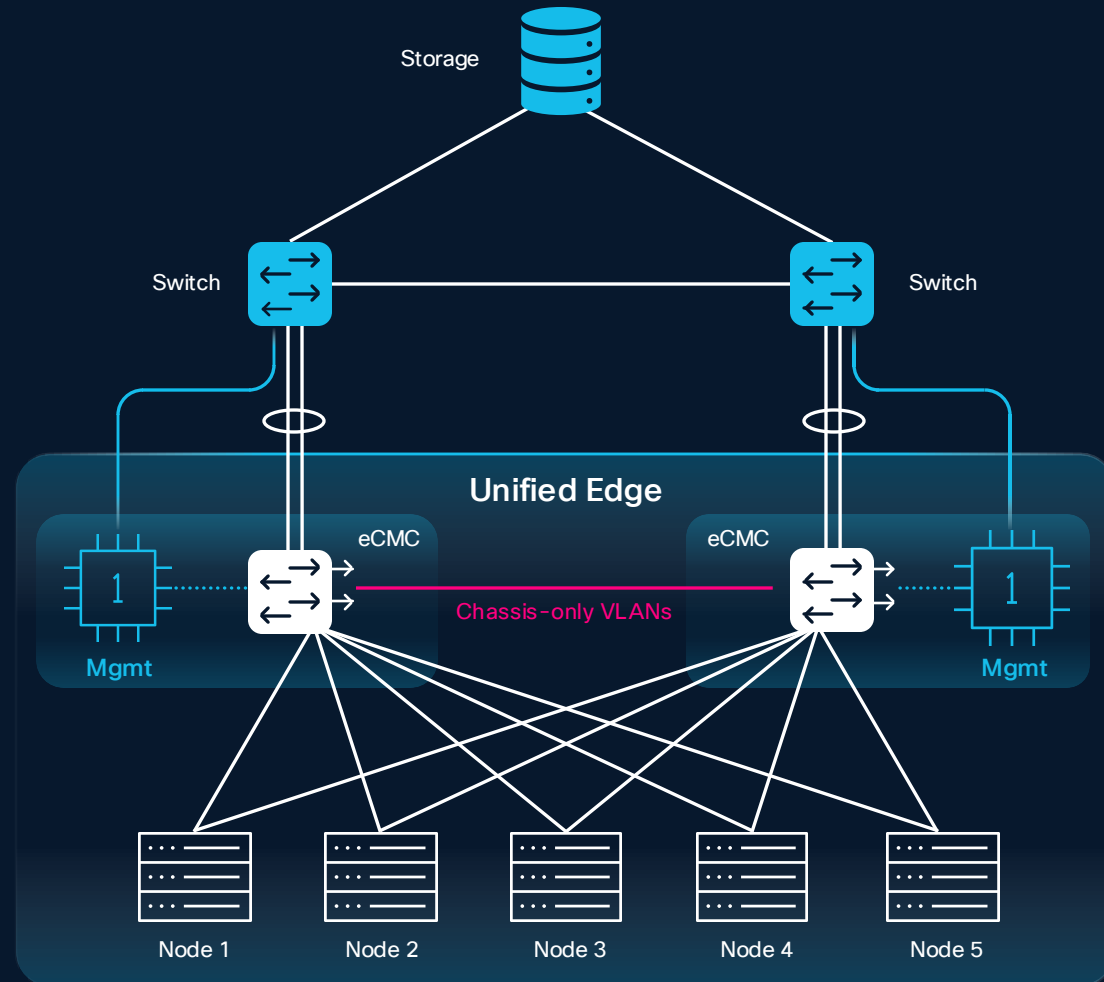 Storage
Switch
Switch
Unified Edge
eCMC
eCMC
1
1
Chassis-only VLANs
Mgmt
Mgmt
Node 1
Node 2
Node 3
Node 4
Node 5